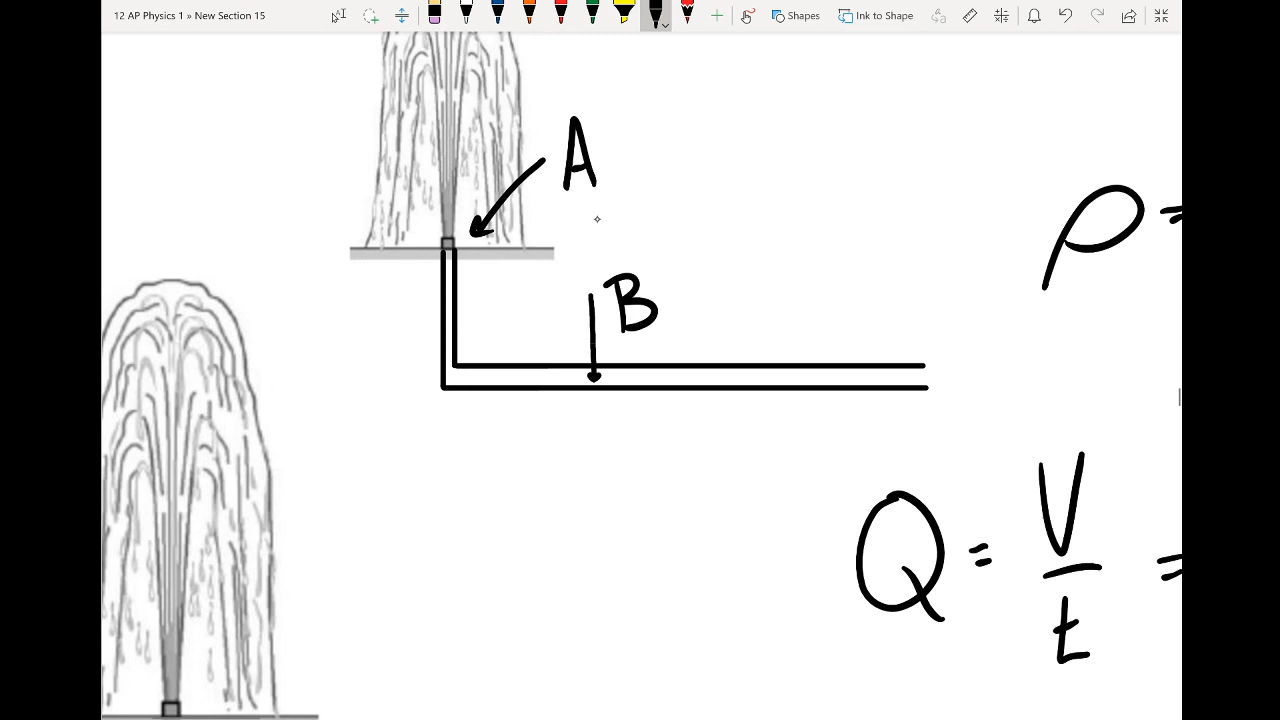 12 AP Physics 1 » New Section 15
Shapes
Ink to Shape
A
B
ρ =
Q = V/t =